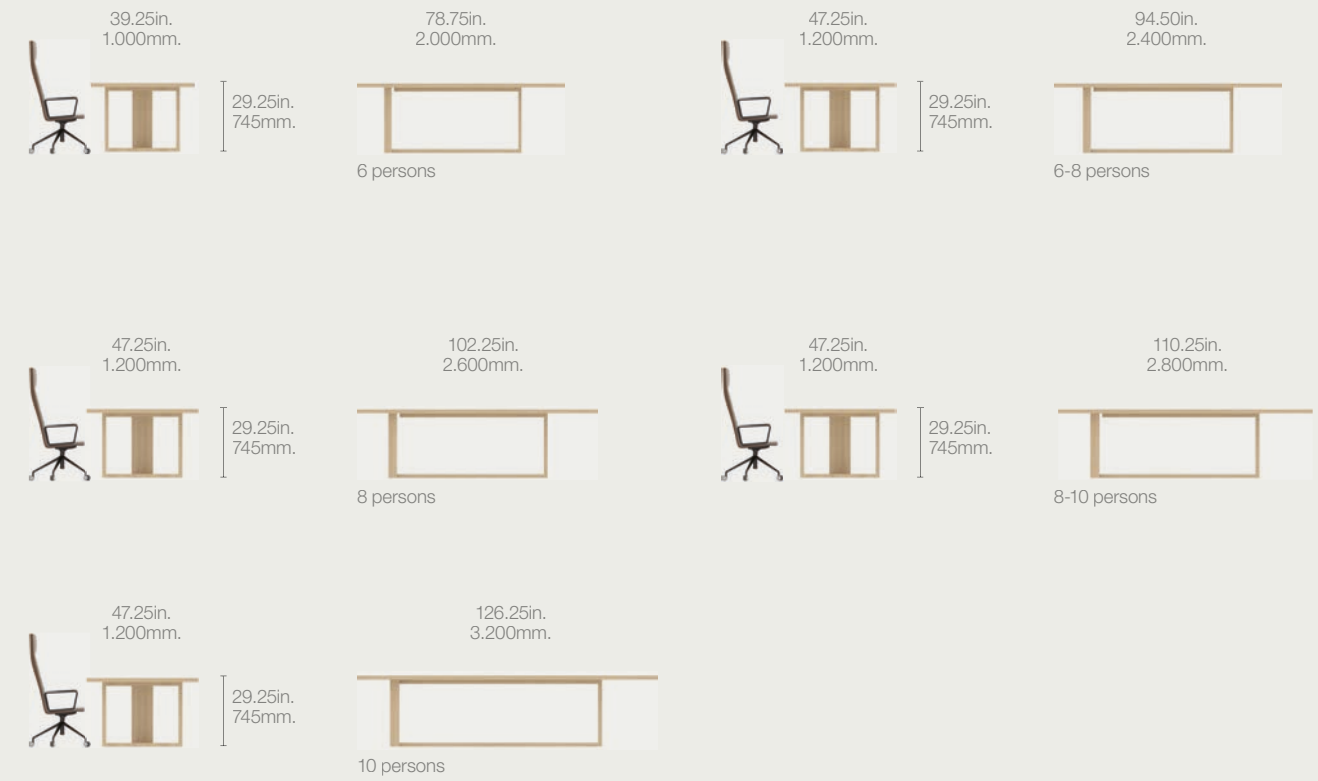 39.25in.
1.000mm.
78.75in.
2.000mm.
29.25in.
745mm.
6 persons
47.25in.
1.200mm.
94.50in.
2.400mm.
29.25in.
745mm.
6-8 persons
47.25in.
1.200mm.
102.25in.
2.600mm.
29.25in.
745mm.
8 persons
47.25in.
1.200mm.
110.25in.
2.800mm.
29.25in.
745mm.
8-10 persons
47.25in.
1.200mm.
126.25in.
3.200mm.
29.25in.
745mm.
10 persons